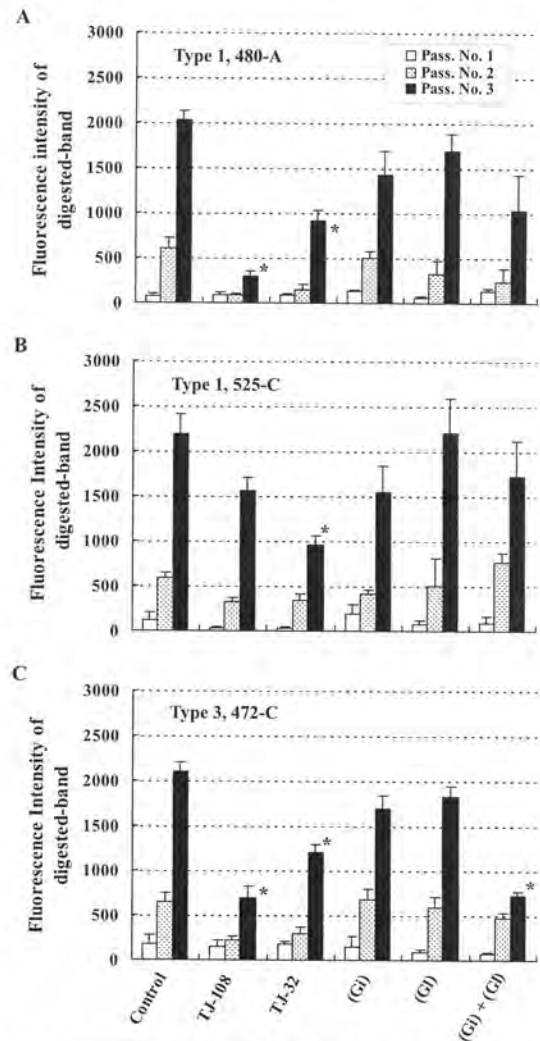 A
3000
2500
2000
1500
1000
500
0
Type 1, 480-A
Pass. No. 1
Pass. No. 2
Pass. No. 3
Fluorescence intensity of
digested-band
*
*
B
3000
2500
2000
1500
1000
500
0
Type 1, 525-C
Fluorescence Intensity of
digested-band
*
C
3000
2500
2000
1500
1000
500
0
Type 3, 472-C
Fluorescence Intensity of
digested-band
*
*
*
Control
TJ-108
TJ-32
(Gi)
(Gl)
(Gi) + (Gl)